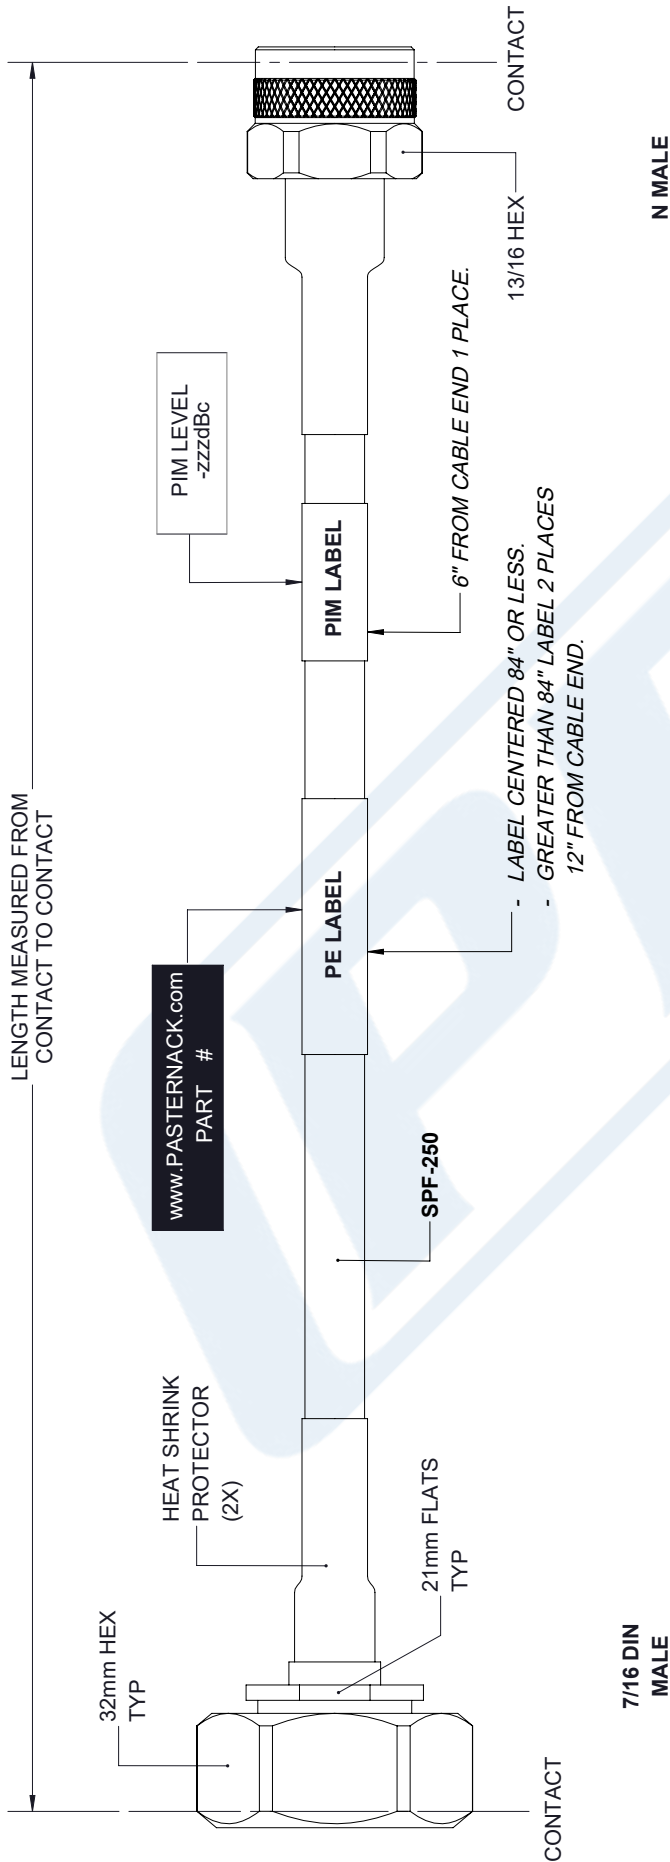 LENGTH MEASURED FROM
CONTACT TO CONTACT
32mm HEX
TYP
HEAT SHRINK
PROTECTOR
(2X)
www.PASTERNACK.com
PART #
PIM LEVEL
-zzzdBc
PE LABEL
PIM LABEL
21mm FLATS
TYP
SPF-250
- LABEL CENTERED 84" OR LESS.
- GREATER THAN 84" LABEL 2 PLACES
12" FROM CABLE END.
6" FROM CABLE END 1 PLACE.
13/16 HEX
CONTACT
CONTACT
7/16 DIN
MALE
N MALE